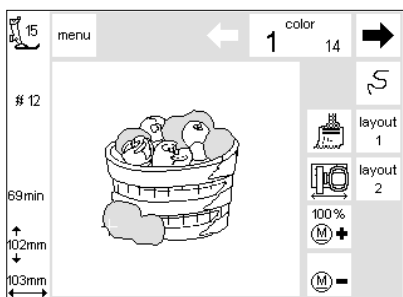 15
menu
color
1 14
# 12
layout
1
layout
2
69min
100%
M +
102mm
M -
103mm